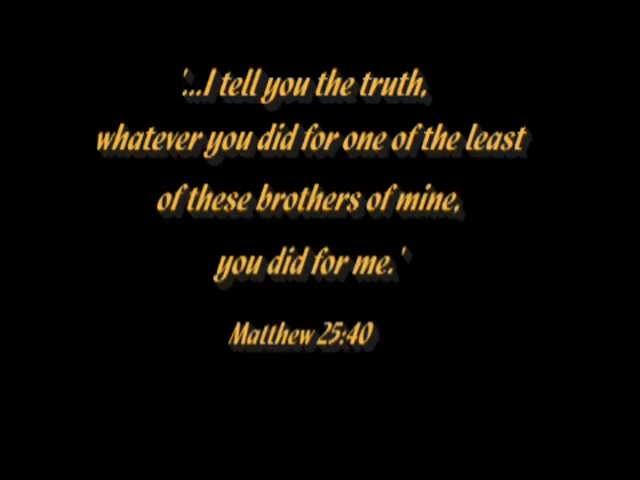 '...I tell you the truth,
whatever you did for one of the least
of these brothers of mine,
you did for me.'
Matthew 25:40